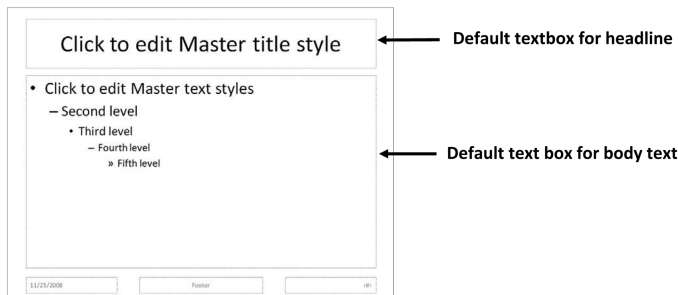 Click to edit Master title style
Default textbox for headline
• Click to edit Master text styles
– Second level
• Third level
– Fourth level
» Fifth level
Default text box for body text
11/25/2008
Footer
‹#›